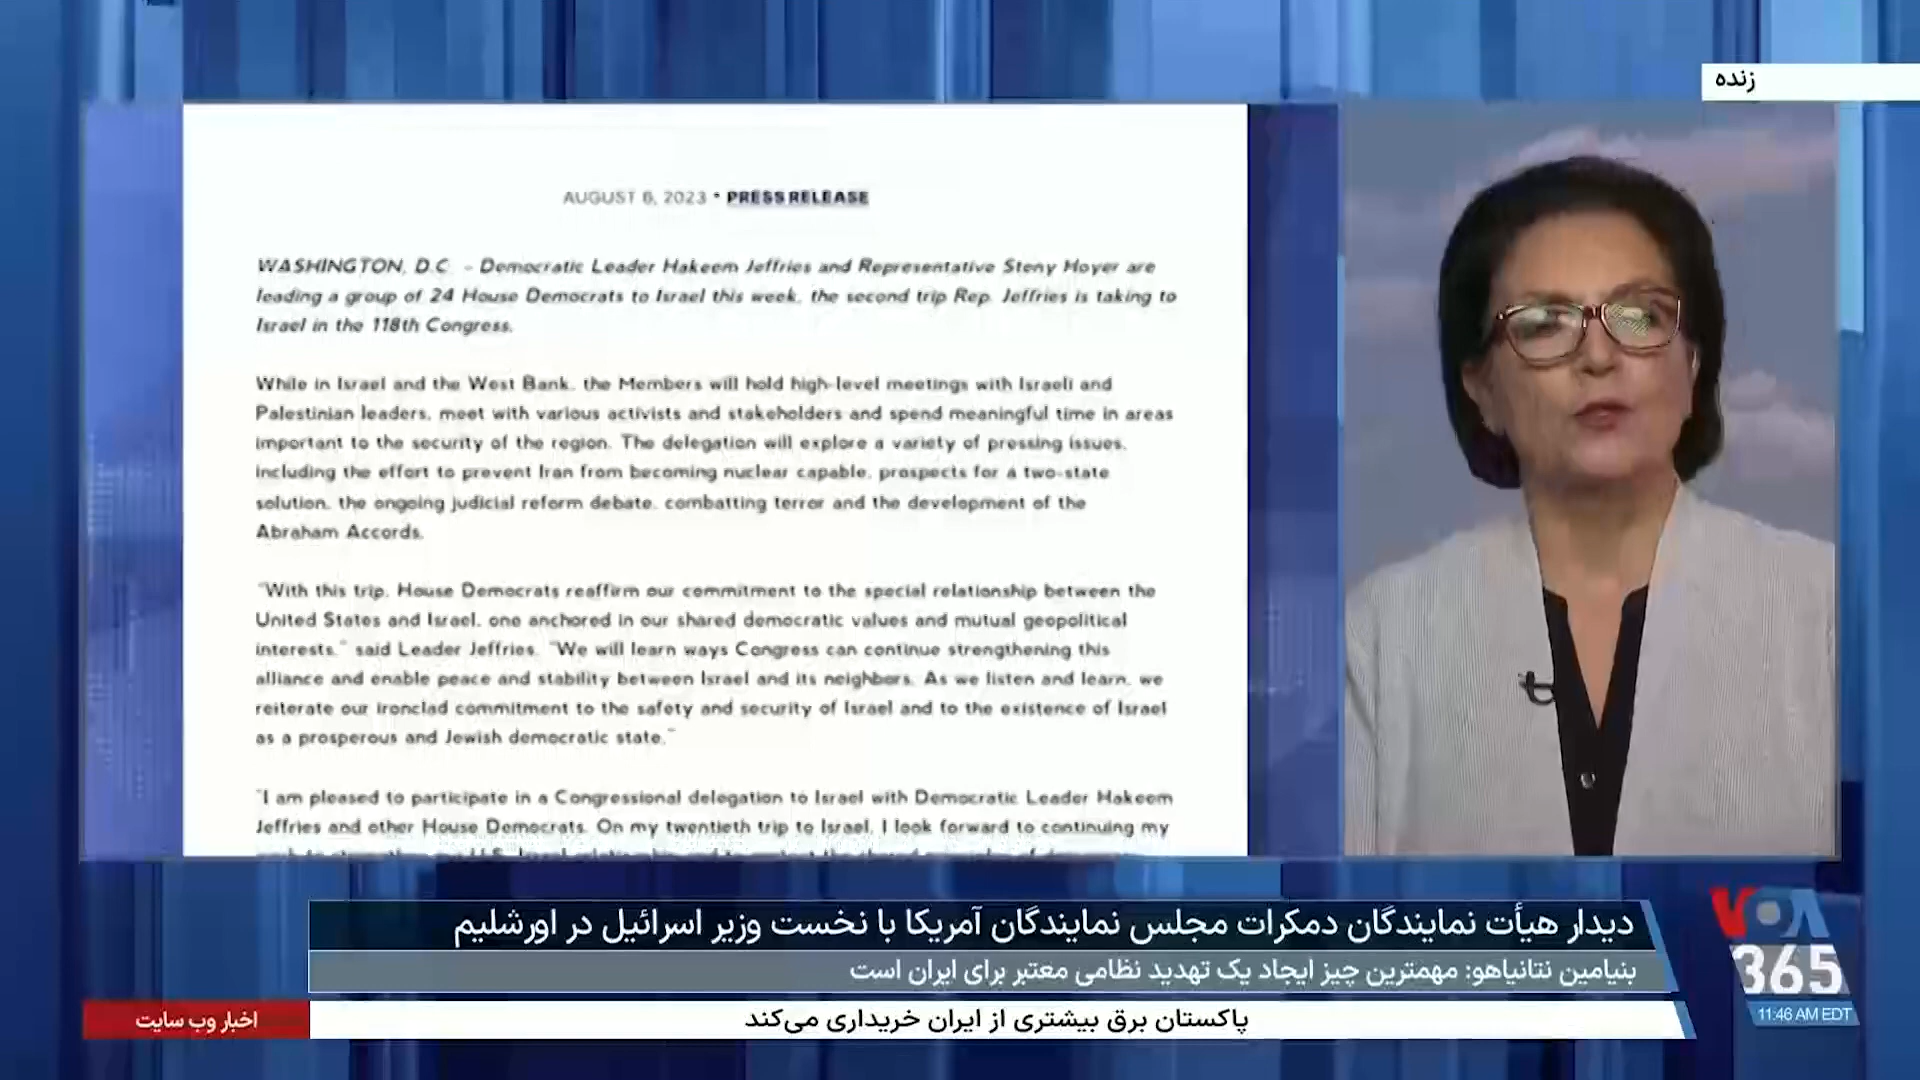 زنده
AUGUST 6, 2023 • PRESS RELEASE
WASHINGTON, D.C. – Democratic Leader Hakeem Jeffries and Representative Steny Hoyer are
leading a group of 24 House Democrats to Israel this week, the second trip Rep. Jeffries is taking to
Israel in the 118th Congress.
While in Israel and the West Bank, the Members will hold high-level meetings with Israeli and
Palestinian leaders, meet with various activists and stakeholders and spend meaningful time in areas
important to the security of the region. The delegation will explore a variety of pressing issues,
including the effort to prevent Iran from becoming nuclear capable, prospects for a two-state
solution, the ongoing judicial reform debate, combatting terror and the development of the
Abraham Accords.
"With this trip, House Democrats reaffirm our commitment to the special relationship between the
United States and Israel, one anchored in our shared democratic values and mutual geopolitical
interests," said Leader Jeffries. "We will learn ways Congress can continue strengthening this
alliance and enable peace and stability between Israel and its neighbors. As we listen and learn, we
reiterate our ironclad commitment to the safety and security of Israel and to the existence of Israel
as a prosperous and Jewish democratic state."
"I am pleased to participate in a Congressional delegation to Israel with Democratic Leader Hakeem
Jeffries and other House Democrats. On my twentieth trip to Israel, I look forward to continuing my
دیدار هیأت نمایندگان دمکرات مجلس نمایندگان آمریکا با نخست وزیر اسرائیل در اورشلیم
بنیامین نتانیاهو: مهمترین چیز ایجاد یک تهدید نظامی معتبر برای ایران است
اخبار وب سایت
پاکستان برق بیشتری از ایران خریداری می‌کند
VOA
365
11:46 AM EDT